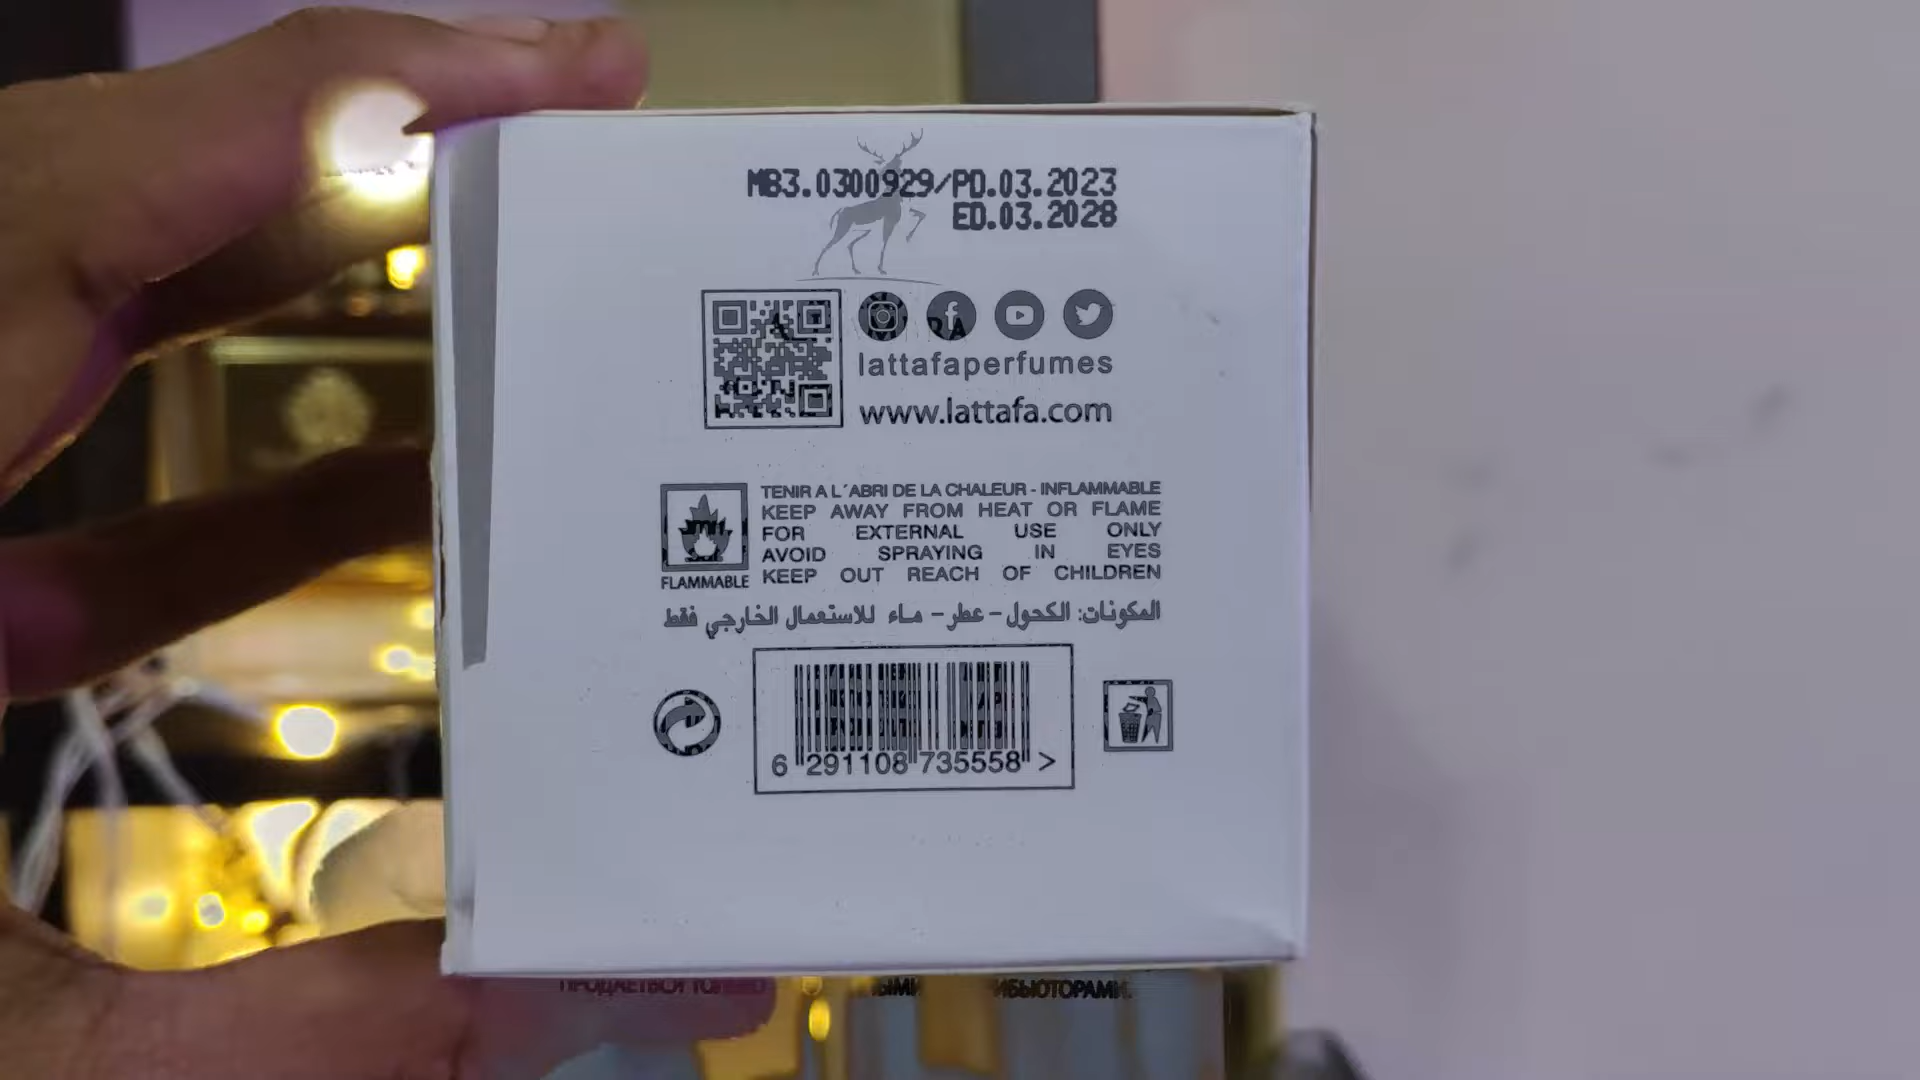 MB3.0300929/PD.03.2023
ED.03.2028
lattafaperfumes
www.lattafa.com
TENIR A L´ABRI DE LA CHALEUR - INFLAMMABLE
KEEP AWAY FROM HEAT OR FLAME
FOR EXTERNAL USE ONLY
AVOID SPRAYING IN EYES
KEEP OUT REACH OF CHILDREN
FLAMMABLE
المكونات: الكحول - عطر - ماء للاستعمال الخارجي فقط
6 291108 735558 >